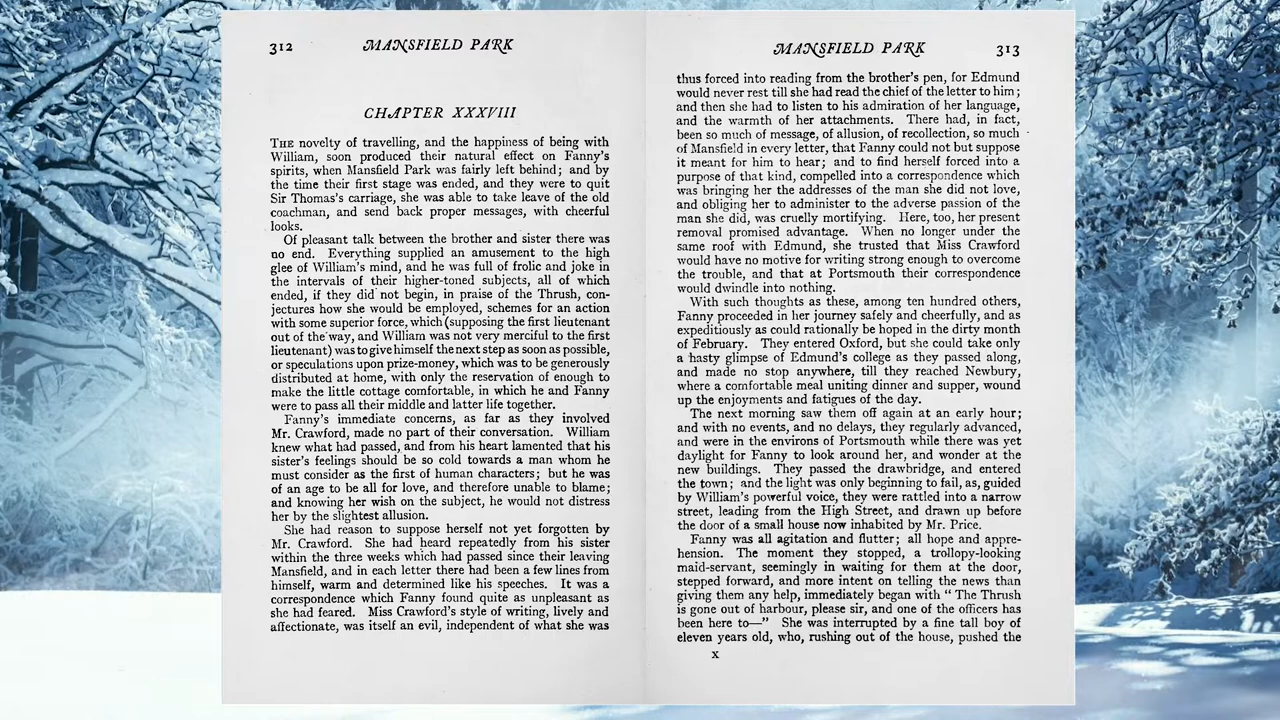 312
MANSFIELD PARK
CHAPTER XXXVIII
THE novelty of travelling, and the happiness of being with
William, soon produced their natural effect on Fanny's
spirits, when Mansfield Park was fairly left behind; and by
the time their first stage was ended, and they were to quit
Sir Thomas's carriage, she was able to take leave of the old
coachman, and send back proper messages, with cheerful
looks.
Of pleasant talk between the brother and sister there was
no end. Everything supplied an amusement to the high
glee of William's mind, and he was full of frolic and joke in
the intervals of their higher-toned subjects, all of which
ended, if they did not begin, in praise of the Thrush, con-
jectures how she would be employed, schemes for an action
with some superior force, which (supposing the first lieutenant
out of the way, and William was not very merciful to the first
lieutenant) was to give himself the next step as soon as possible,
or speculations upon prize-money, which was to be generously
distributed at home, with only the reservation of enough to
make the little cottage comfortable, in which he and Fanny
were to pass all their middle and latter life together.
Fanny's immediate concerns, as far as they involved
Mr. Crawford, made no part of their conversation. William
knew what had passed, and from his heart lamented that his
sister's feelings should be so cold towards a man whom he
must consider as the first of human characters; but he was
of an age to be all for love, and therefore unable to blame;
and knowing her wish on the subject, he would not distress
her by the slightest allusion.
She had reason to suppose herself not yet forgotten by
Mr. Crawford. She had heard repeatedly from his sister
within the three weeks which had passed since their leaving
Mansfield, and in each letter there had been a few lines from
himself, warm and determined like his speeches. It was a
correspondence which Fanny found quite as unpleasant as
she had feared. Miss Crawford's style of writing, lively and
affectionate, was itself an evil, independent of what she was
MANSFIELD PARK
313
thus forced into reading from the brother's pen, for Edmund
would never rest till she had read the chief of the letter to him;
and then she had to listen to his admiration of her language,
and the warmth of her attachments. There had, in fact,
been so much of message, of allusion, of recollection, so much
of Mansfield in every letter, that Fanny could not but suppose
it meant for him to hear; and to find herself forced into a
purpose of that kind, compelled into a correspondence which
was bringing her the addresses of the man she did not love,
and obliging her to administer to the adverse passion of the
man she did, was cruelly mortifying. Here, too, her present
removal promised advantage. When no longer under the
same roof with Edmund, she trusted that Miss Crawford
would have no motive for writing strong enough to overcome
the trouble, and that at Portsmouth their correspondence
would dwindle into nothing.
With such thoughts as these, among ten hundred others,
Fanny proceeded in her journey safely and cheerfully, and as
expeditiously as could rationally be hoped in the dirty month
of February. They entered Oxford, but she could take only
a hasty glimpse of Edmund's college as they passed along,
and made no stop anywhere, till they reached Newbury,
where a comfortable meal uniting dinner and supper, wound
up the enjoyments and fatigues of the day.
The next morning saw them off again at an early hour;
and with no events, and no delays, they regularly advanced,
and were in the environs of Portsmouth while there was yet
daylight for Fanny to look around her, and wonder at the
new buildings. They passed the drawbridge, and entered
the town; and the light was only beginning to fail, as, guided
by William's powerful voice, they were rattled into a narrow
street, leading from the High Street, and drawn up before
the door of a small house now inhabited by Mr. Price.
Fanny was all agitation and flutter; all hope and appre-
hension. The moment they stopped, a trollopy-looking
maid-servant, seemingly in waiting for them at the door,
stepped forward, and more intent on telling the news than
giving them any help, immediately began with " The Thrush
is gone out of harbour, please sir, and one of the officers has
been here to—" She was interrupted by a fine tall boy of
eleven years old, who, rushing out of the house, pushed the
X